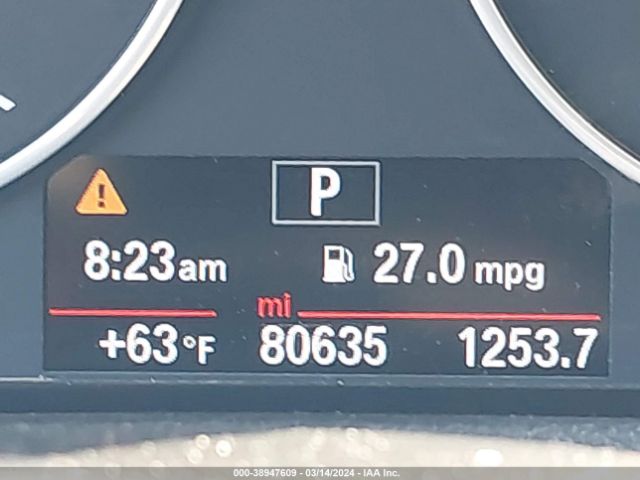 P
8:23am 27.0 mpg
mi
+63°F 80635 1253.7
000-38947609 - 03/14/2024 - IAA Inc.